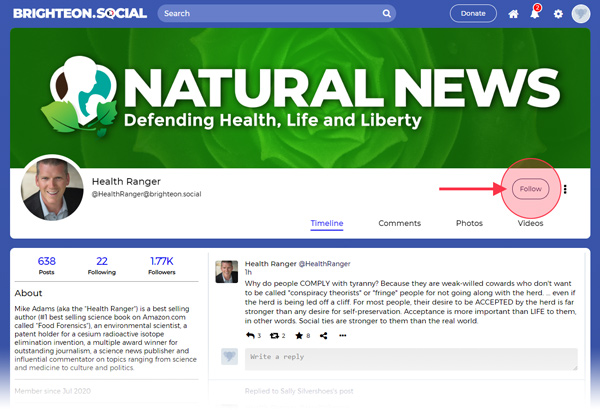 BRIGHTEON.SOCIAL
Search
Donate
2
NATURAL NEWS
Defending Health, Life and Liberty
Health Ranger
@HealthRanger@brighteon.social
Follow
Timeline Comments Photos Videos
638 22 1.77K
Posts Following Followers
About
Mike Adams (aka the "Health Ranger") is a best selling
author (#1 best selling science book on Amazon.com
called "Food Forensics"), an environmental scientist, a
patent holder for a cesium radioactive isotope
elimination invention, a multiple award winner for
outstanding journalism, a science news publisher and
influential commentator on topics ranging from science
and medicine to culture and politics.
Member since Jul 2020
Health Ranger @HealthRanger
1h
Why do people COMPLY with tyranny? Because they are weak-willed cowards who don't want
to be called "conspiracy theorists" or "fringe" people for not going along with the herd. ... even if
the herd is being led off a cliff. For most people, their desire to be ACCEPTED by the herd is far
stronger than any desire for self-preservation. Acceptance is more important than LIFE to them,
in other words. Social ties are stronger to them than the real world.
3 2 8
Write a reply
Replied to Sally Silvershoes's post